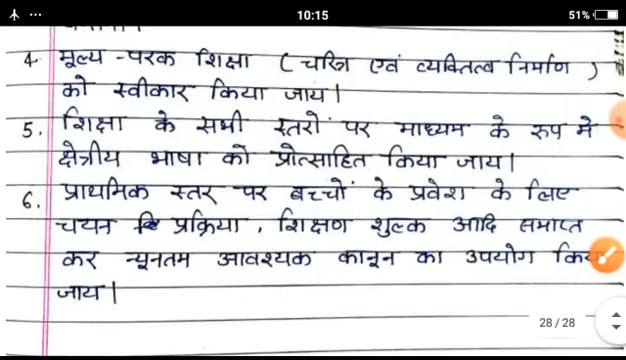 10:15
51%
4. मूल्य - परक शिक्षा ( चरित्र एवं व्यक्तित्व निर्माण )
को स्वीकार किया जाय।
5. शिक्षा के सभी स्तरों पर माध्यम के रुप मे
क्षेत्रीय भाषा को प्रोत्साहित किया जाय।
6. प्राथमिक स्तर पर बच्चों के प्रवेश के लिए
चयन प्रक्रिया, शिक्षण शुल्क आदि समाप्त
कर न्यूनतम आवश्यक कानून का उपयोग
जाय।
28 / 28